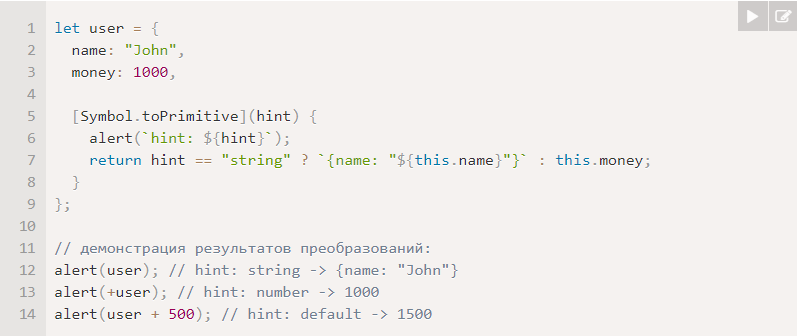 1 let user = {
2   name: "John",
3   money: 1000,
4
5   [Symbol.toPrimitive](hint) {
6     alert(`hint: ${hint}`);
7     return hint == "string" ? `{name: "${this.name}"}` : this.money;
8   }
9 };
10
11 // демонстрация результатов преобразований:
12 alert(user); // hint: string -> {name: "John"}
13 alert(+user); // hint: number -> 1000
14 alert(user + 500); // hint: default -> 1500